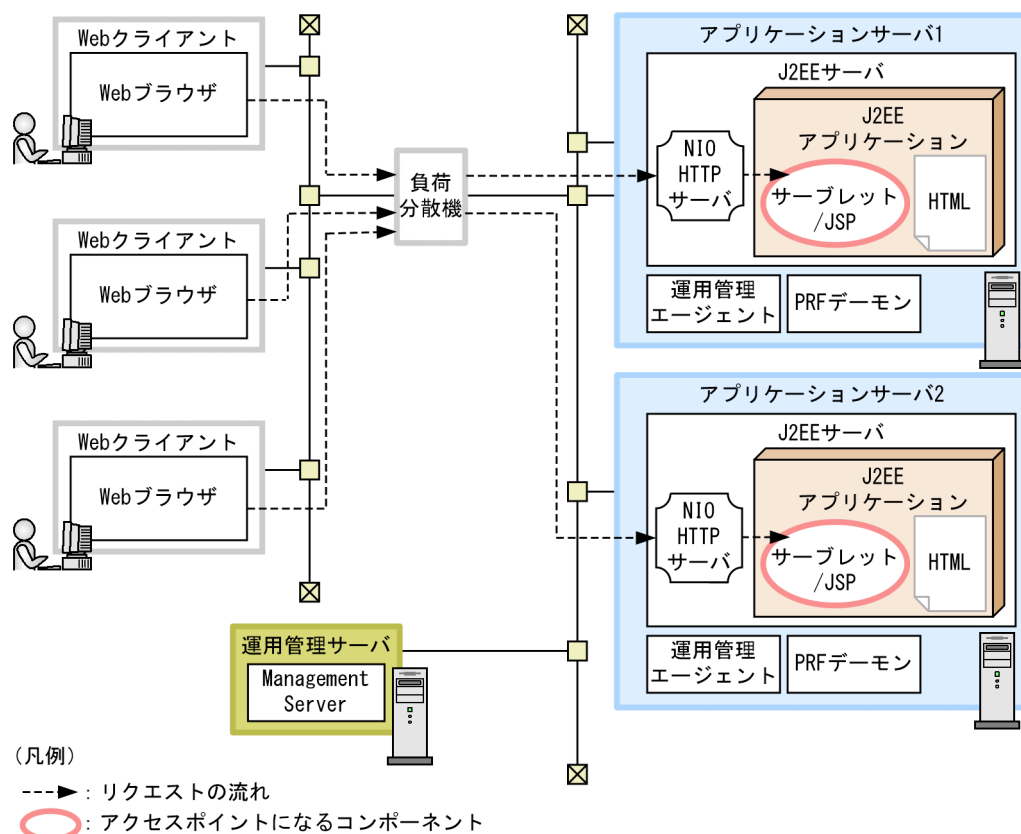 Webクライアント
Webブラウザ
Webクライアント
Webブラウザ
Webクライアント
Webブラウザ
負荷
分散機
アプリケーションサーバ1
J2EEサーバ
J2EE
アプリケーション
NIO
HTTP
サーバ
サーブレット
/JSP
HTML
運用管理
エージェント
PRFデーモン
アプリケーションサーバ2
J2EEサーバ
J2EE
アプリケーション
NIO
HTTP
サーバ
サーブレット
/JSP
HTML
運用管理
エージェント
PRFデーモン
運用管理サーバ
Management
Server
(凡例)
: リクエストの流れ
: アクセスポイントになるコンポーネント